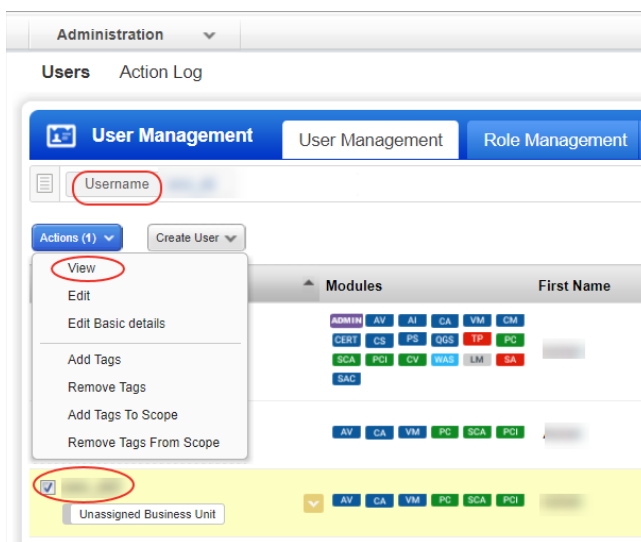 Administration
Users Action Log
User Management User Management Role Management
Username
Actions (1) Create User
View
Edit
Edit Basic details
Add Tags
Remove Tags
Add Tags To Scope
Remove Tags From Scope
Modules First Name
ADMIN AV AI CA VM CM
CERT CS PS QGS TP PC
SCA PCI CV WAS LM SA
SAC
AV CA VM PC SCA PCI
Unassigned Business Unit
AV CA VM PC SCA PCI